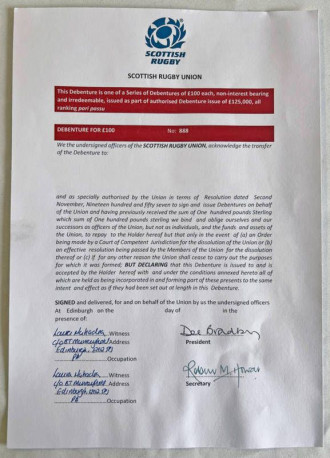 SCOTTISH
RUGBY
SCOTTISH RUGBY UNION
This Debenture is one of a Series of Debentures of £100 each, non-interest bearing
and irredeemable, issued as part of authorised Debenture issue of £125,000, all
ranking pari passu
DEBENTURE FOR £100 No: 888
We the undersigned officers of the SCOTTISH RUGBY UNION, acknowledge the transfer
of the Debenture to:
and as specially authorised by the Union in terms of Resolution dated Second
November, Nineteen hundred and fifty seven to sign and issue Debentures on behalf
of the Union and having previously received the sum of One hundred pounds Sterling
which sum of One hundred pounds sterling we bind and oblige ourselves and our
successors as officers of the Union, but not as individuals, and the funds and assets of
the Union, to repay to the Holder hereof but only in the event of (a) an Order
being made by a Court of Competent Jurisdiction for the dissolution of the Union or (b)
an effective resolution being passed by the Members of the Union for the dissolution
thereof or (c) if for any other reason the Union shall cease to carry out the purposes
for which it was formed; BUT DECLARING that this Debenture is issued to and is
accepted by the Holder hereof with and under the conditions annexed hereto all of
which are held as being incorporated in and forming part of these presents to the same
intent and effect as if they had been set out at length in this Debenture.
SIGNED and delivered, for and on behalf of the Union by us the undersigned officers
At Edinburgh on the day of in the
presence of:
Witness Dee Bradbury
c/o BT Murrayfield Address President
Edinburgh
PA Occupation
Witness Robin M.
c/o BT Murrayfield Address Secretary
Edinburgh
PA Occupation